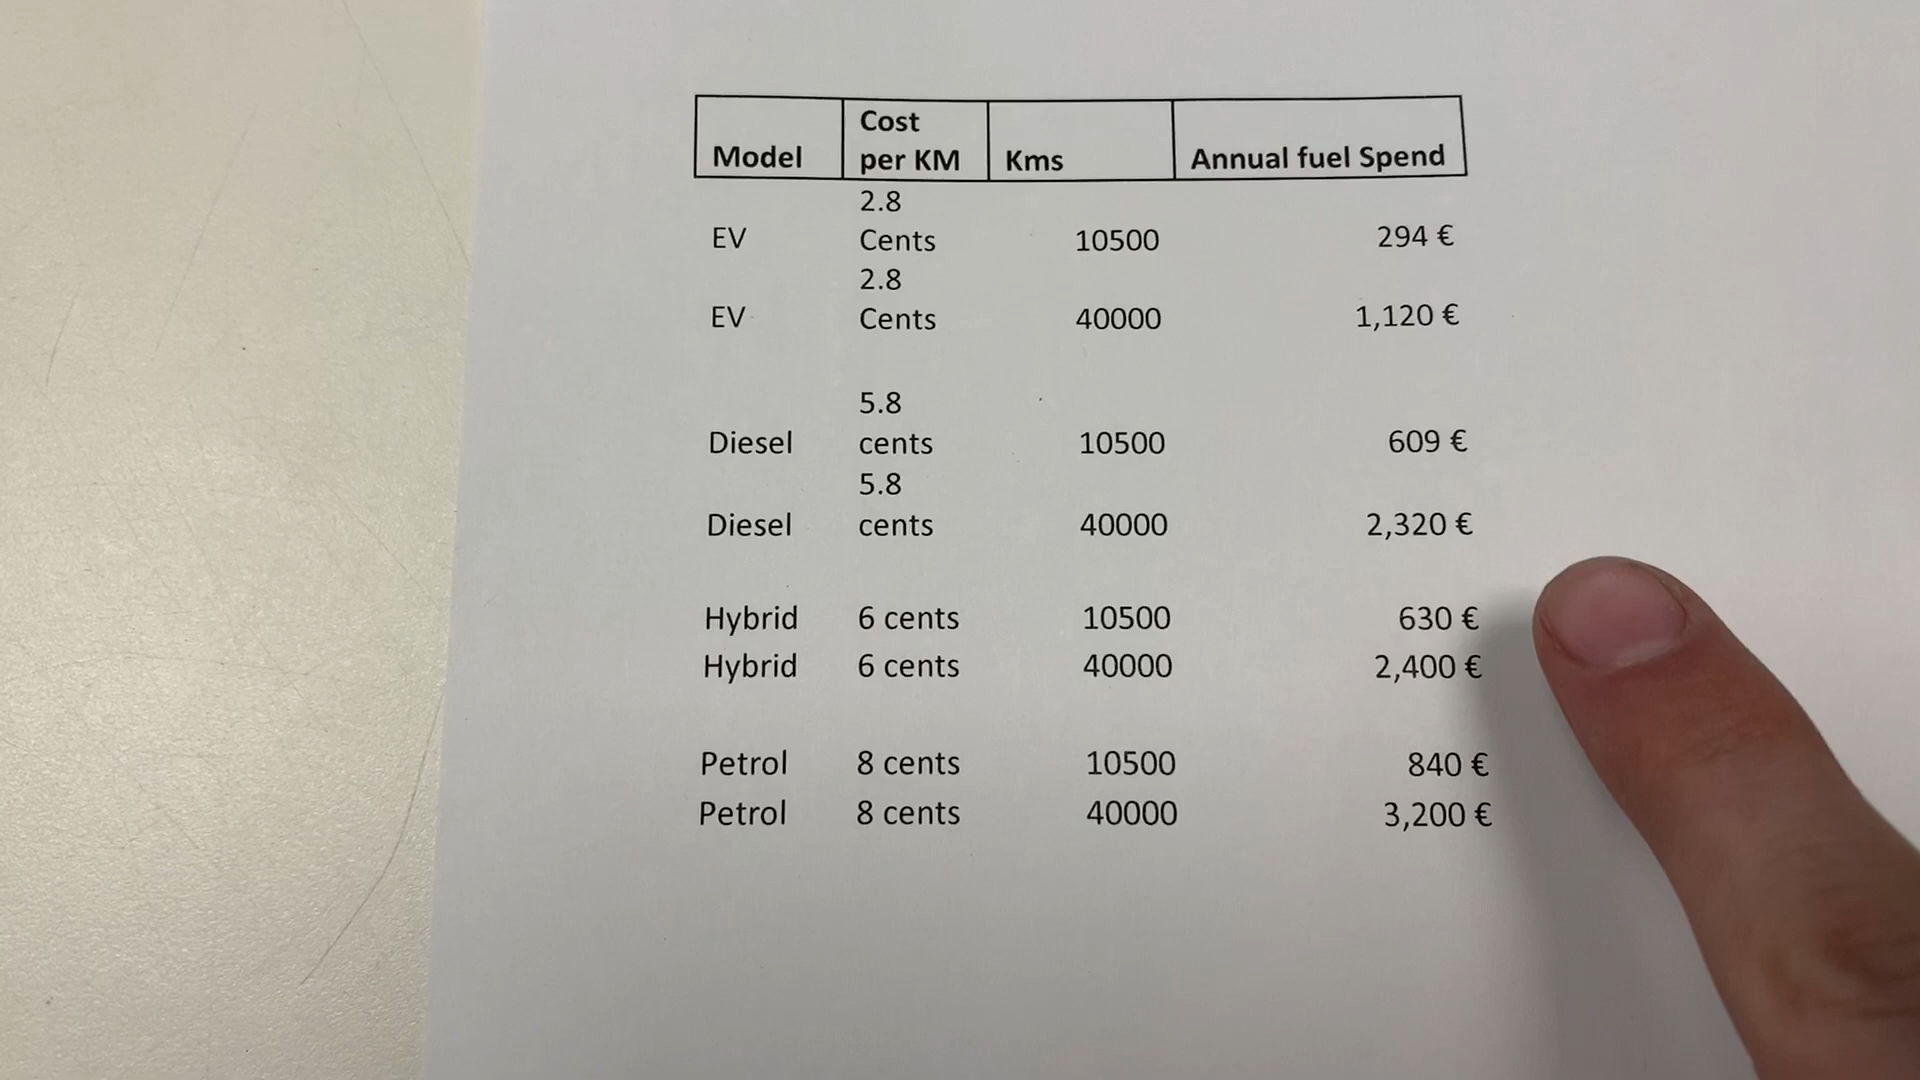 Model Cost per KM Kms Annual fuel Spend
EV 2.8 Cents 10500 294 €
EV 2.8 Cents 40000 1,120 €
Diesel 5.8 cents 10500 609 €
Diesel 5.8 cents 40000 2,320 €
Hybrid 6 cents 10500 630 €
Hybrid 6 cents 40000 2,400 €
Petrol 8 cents 10500 840 €
Petrol 8 cents 40000 3,200 €